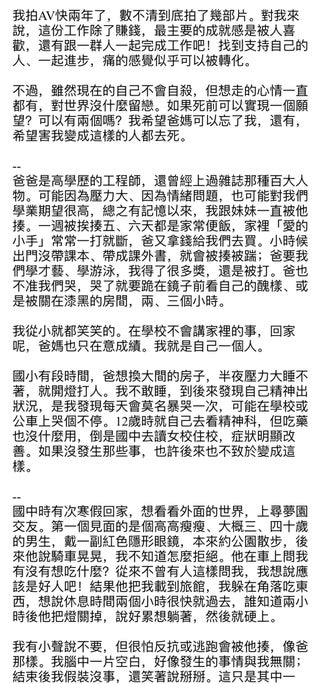 我拍AV快兩年了，數不清到底拍了幾部片。對我來
說，這份工作除了賺錢，最主要的成就感是被人喜
歡，還有跟一群人一起完成工作吧！找到支持自己的
人、一起進步，痛的感覺似乎可以被轉化。
不過，雖然現在的自己不會自殺，但想走的心情一直
都有，對世界沒什麼留戀。如果死前可以實現一個願
望？可以有兩個嗎？我希望爸媽可以忘了我，還有，
希望害我變成這樣的人都去死。
--
爸爸是高學歷的工程師，還曾經上過雜誌那種百大人
物。可能因為壓力大、因為情緒問題，也可能對我們
學業期望很高，總之有記憶以來，我跟妹妹一直被他
揍。一週被挨揍五、六天都是家常便飯，家裡「愛的
小手」常常一打就斷，爸又拿錢給我們去買。小時候
出門沒帶課本、帶成課外書，就會被揍被踹；爸要我
們學才藝、學游泳，我得了很多獎，還是被打。爸也
不准我們哭，哭了就要跪在鏡子前看自己的醜樣、或
是被關在漆黑的房間，兩、三個小時。
我從小就都笑笑的。在學校不會講家裡的事，回家
呢，爸媽也只在意成績。我就是自己一個人。
國小有段時間，爸想換大間的房子，半夜壓力大睡不
著，就開燈打人。我不敢睡，到後來發現自己精神出
狀況，是我發現每天會莫名暴哭一次，可能在學校或
公車上哭個不停。12歲時就自己去看精神科，但吃藥
也沒什麼用，倒是國中去讀女校住校，症狀明顯改
善。如果沒發生那些事，也許後來也不致於變成這
樣。
--
國中時有次寒假回家，想看看外面的世界，上尋夢園
交友。第一個見面的是個高高瘦瘦、大概三、四十歲
的男生，戴一副紅色隱形眼鏡，本來約公園散步，後
來他說騎車晃晃，我不知道怎麼拒絕。他在車上問我
有沒有想吃什麼？從來不曾有人這樣問我，我想說應
該是好人吧！結果他把我載到旅館，我躲在角落吃東
西，想說休息時間兩個小時很快就過去，誰知道兩小
時後他把燈關掉，說好累想躺著，然後就硬上。
我有小聲說不要，但很怕反抗或逃跑會被他揍，像爸
那樣。我腦中一片空白，好像發生的事情與我無關；
結束後我假裝沒事，還笑著說掰掰。這只是其中一